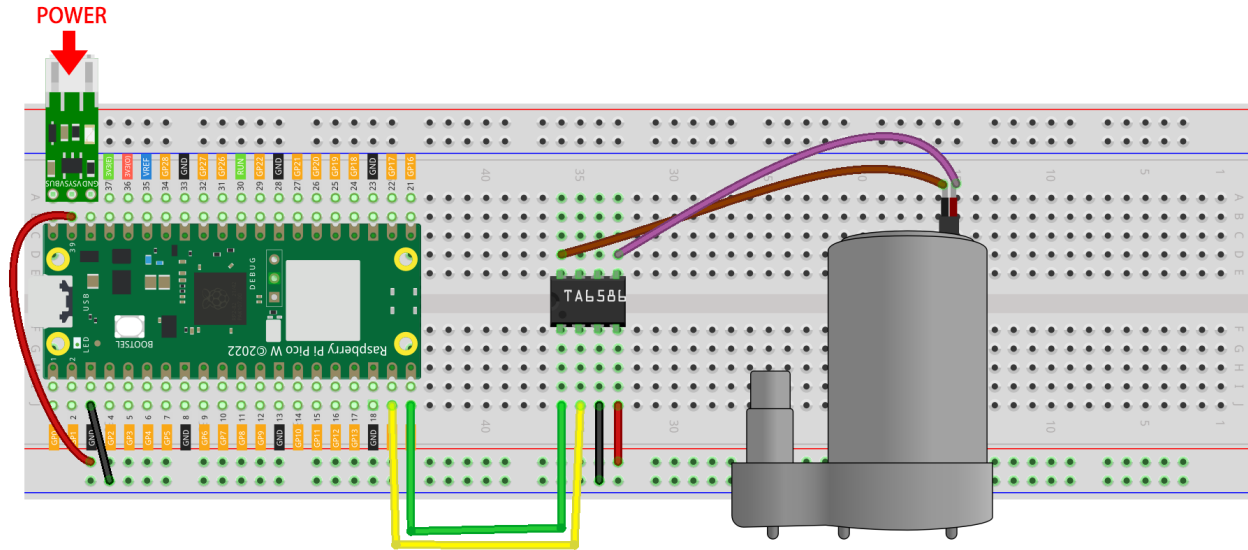 POWER
VBUS
VSYS
GND
37 3V3(E)
36 3V3(O)
35 VREF
34 GP28
33 GND
32 GP27
31 GP26
30 RUN
29 GP22
28 GND
27 GP21
26 GP20
25 GP19
24 GP18
23 GND
22 GP17
21 GP16
35 25 5 1
A
B
C
D
E
39
DEBUG
USB
TA6586
BOOTSEL
LED
1 2
Raspberry Pi Pico W ©2022
F
G
H
I
J
2 GP1
GND
4 GP2
5 GP3
6 GP4
7 GP5
8 GND
9 GP6
10 GP7
11 GP8
12 GP9
13 GND
14 GP10
15 GP11
16 GP12
17 GP13
18 GND
40 30 10 5 1